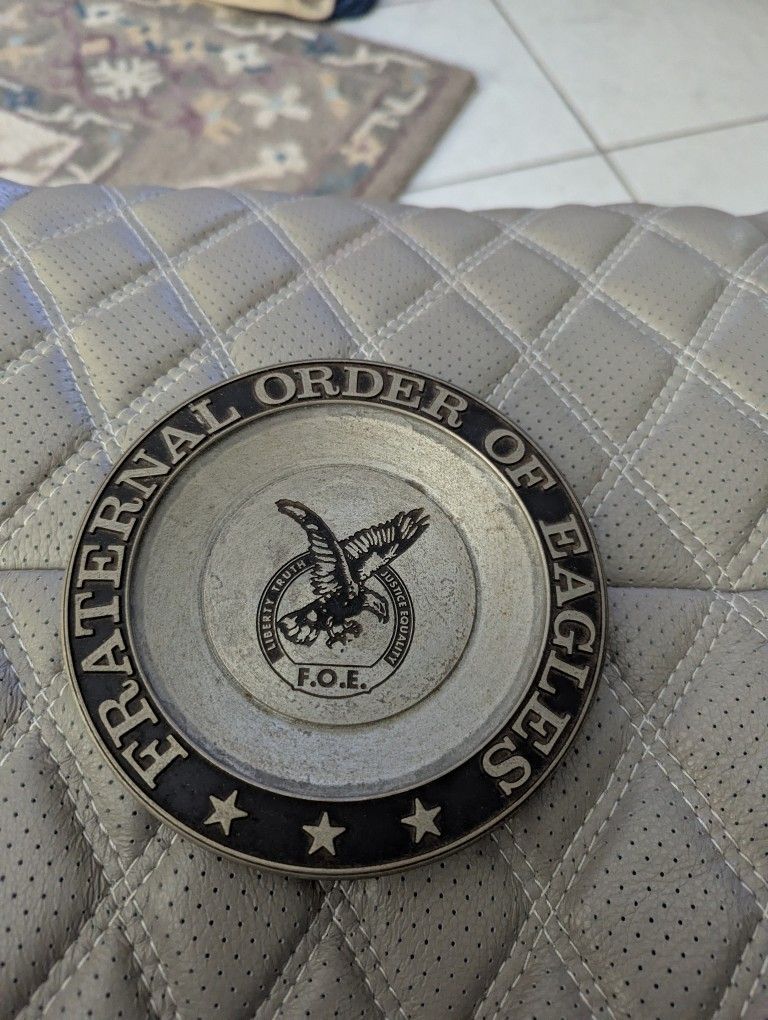 FRATERNAL ORDER OF EAGLES
LIBERTY TRUTH JUSTICE EQUALITY
F.O.E.